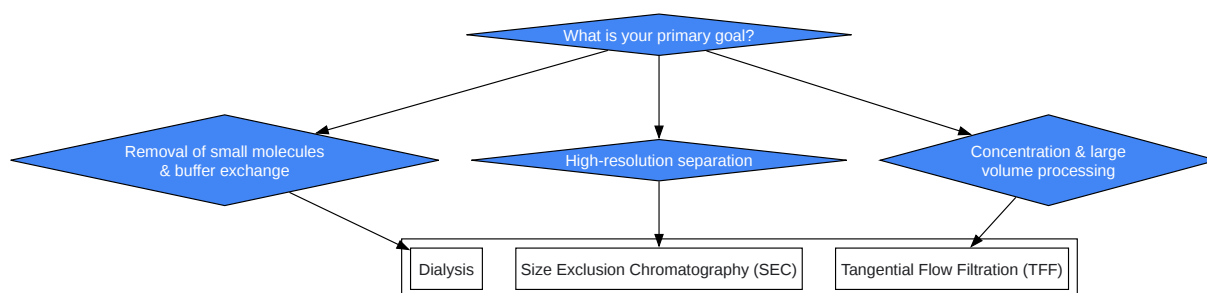 What is your primary goal?
Removal of small molecules
& buffer exchange
High-resolution separation
Concentration & large
volume processing
Dialysis
Size Exclusion Chromatography (SEC)
Tangential Flow Filtration (TFF)